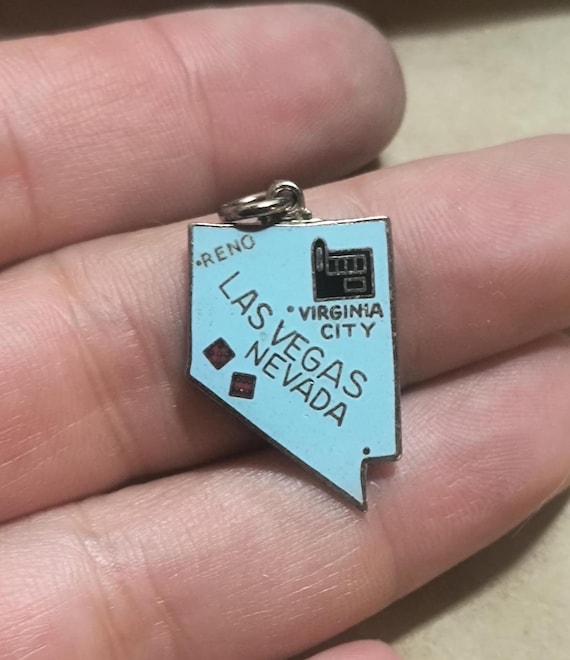 RENO
VIRGINIA
CITY
LAS VEGAS
NEVADA